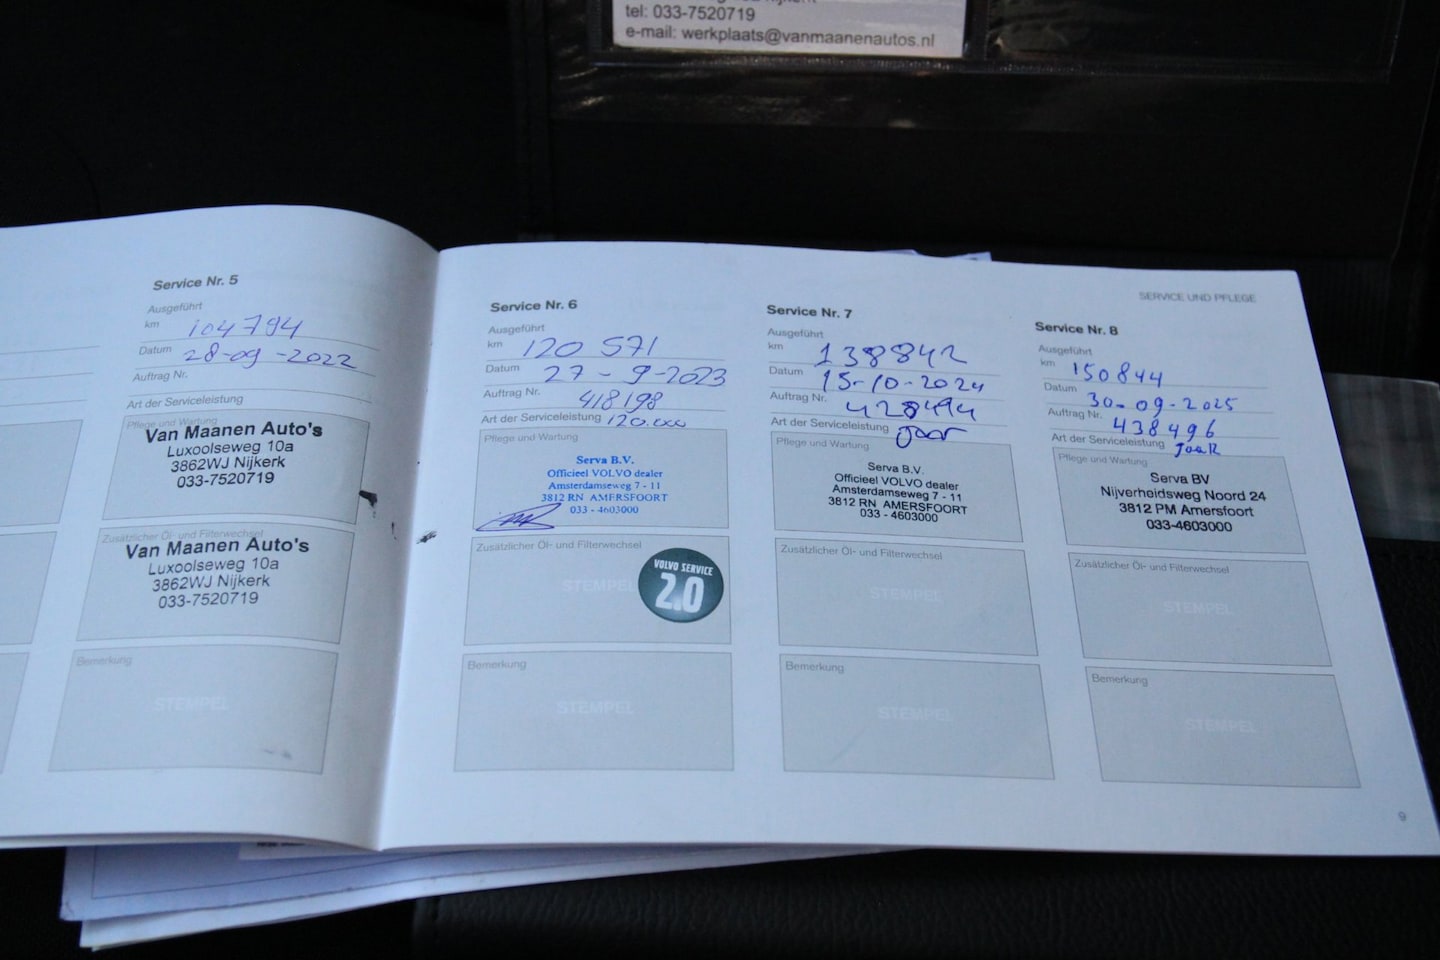 tel: 033-7520719
e-mail: werkplaats@vanmaanenautos.nl
Service Nr. 5
Ausgeführt
km 104794
Datum 28-09-2022
Auftrag Nr.
Art der Serviceleistung
Pflege und Wartung
Van Maanen Auto's
Luxoolseweg 10a
3862WJ Nijkerk
033-7520719
Zusätzlicher Öl- und Filterwechsel
Van Maanen Auto's
Luxoolseweg 10a
3862WJ Nijkerk
033-7520719
Bemerkung
STEMPEL
Service Nr. 6
Ausgeführt
km 120 571
Datum 27-9-2023
Auftrag Nr. 418198
Art der Serviceleistung 120.000
Pflege und Wartung
Serva B.V.
Officieel VOLVO dealer
Amsterdamseweg 7 - 11
3812 RN AMERSFOORT
033 - 4603000
Zusätzlicher Öl- und Filterwechsel
STEMPEL
VOLVO SERVICE
2.0
Bemerkung
STEMPEL
Service Nr. 7
Ausgeführt
km 138842
Datum 15-10-2024
Auftrag Nr. 428494
Art der Serviceleistung jaar
Pflege und Wartung
Serva B.V.
Officieel VOLVO dealer
Amsterdamseweg 7 - 11
3812 RN AMERSFOORT
033 - 4603000
Zusätzlicher Öl- und Filterwechsel
STEMPEL
Bemerkung
STEMPEL
SERVICE UND PFLEGE
Service Nr. 8
Ausgeführt
km 150844
Datum 30-09-2025
Auftrag Nr. 438496
Art der Serviceleistung jaar
Pflege und Wartung
Serva BV
Nijverheidsweg Noord 24
3812 PM Amersfoort
033-4603000
Zusätzlicher Öl- und Filterwechsel
STEMPEL
Bemerkung
STEMPEL
9